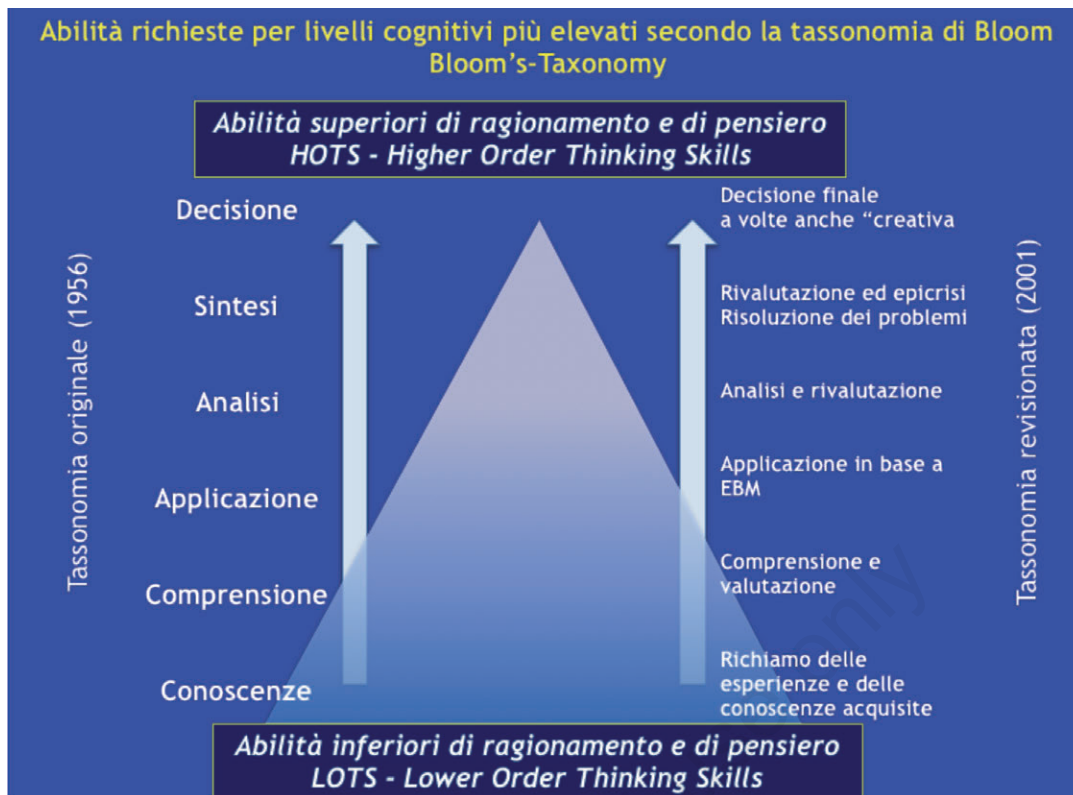 Abilità richieste per livelli cognitivi più elevati secondo la tassonomia di Bloom
Bloom's-Taxonomy
Abilità superiori di ragionamento e di pensiero
HOTS - Higher Order Thinking Skills
Tassonomia originale (1956)
Decisione
Sintesi
Analisi
Applicazione
Comprensione
Conoscenze
Decisione finale
a volte anche “creativa
Rivalutazione ed epicrisi
Risoluzione dei problemi
Analisi e rivalutazione
Applicazione in base a
EBM
Comprensione e
valutazione
Richiamo delle
esperienze e delle
conoscenze acquisite
Tassonomia revisionata (2001)
Abilità inferiori di ragionamento e di pensiero
LOTS - Lower Order Thinking Skills
only